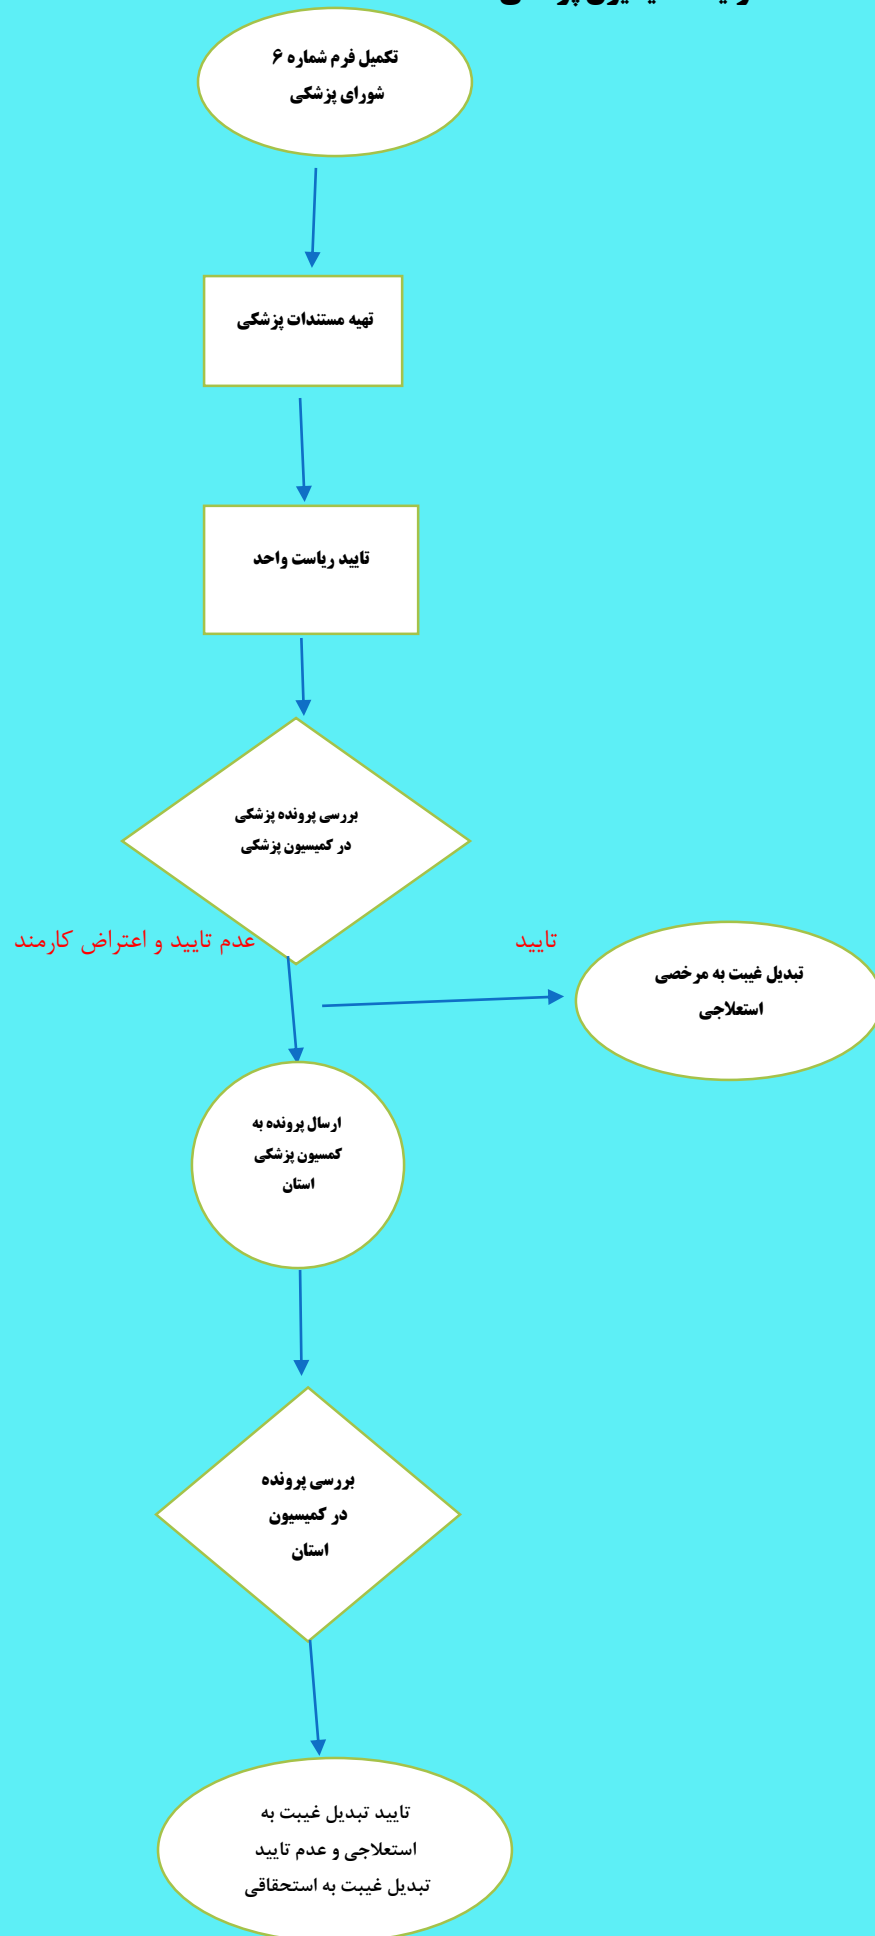 تکمیل فرم شماره ۶
شورای پزشکی
تهیه مستندات پزشکی
تایید ریاست واحد
بررسی پرونده پزشکی
در کمیسیون پزشکی
عدم تایید و اعتراض کارمند
تایید
تبدیل غیبت به مرخصی
استعلاجی
ارسال پرونده به
کمسیون پزشکی
استان
بررسی پرونده
در کمیسیون
استان
تایید تبدیل غیبت به
استعلاجی و عدم تایید
تبدیل غیبت به استحقاقی